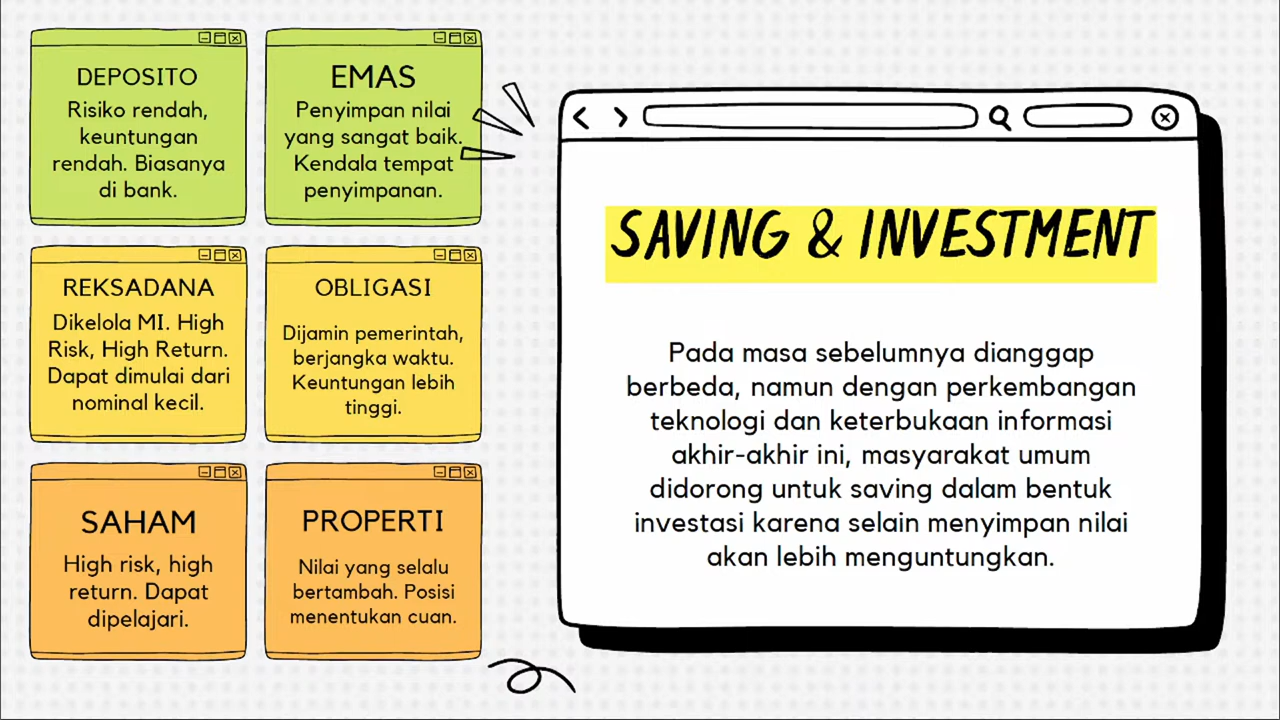 DEPOSITO
Risiko rendah,
keuntungan
rendah. Biasanya
di bank.
EMAS
Penyimpan nilai
yang sangat baik.
Kendala tempat
penyimpanan.
REKSADANA
Dikelola MI. High
Risk, High Return.
Dapat dimulai dari
nominal kecil.
OBLIGASI
Dijamin pemerintah,
berjangka waktu.
Keuntungan lebih
tinggi.
SAHAM
High risk, high
return. Dapat
dipelajari.
PROPERTI
Nilai yang selalu
bertambah. Posisi
menentukan cuan.
SAVING & INVESTMENT
Pada masa sebelumnya dianggap
berbeda, namun dengan perkembangan
teknologi dan keterbukaan informasi
akhir-akhir ini, masyarakat umum
didorong untuk saving dalam bentuk
investasi karena selain menyimpan nilai
akan lebih menguntungkan.